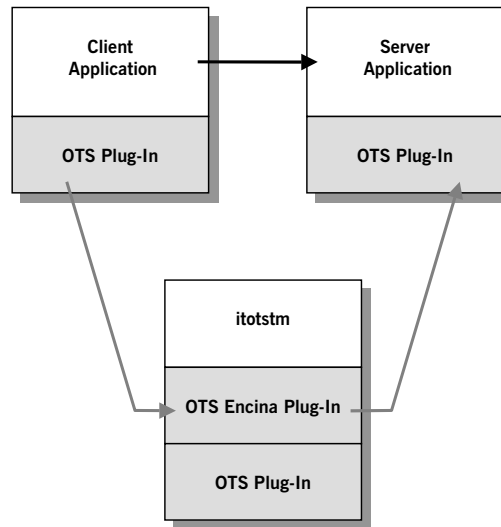 Client
Application
Server
Application
OTS Plug-In
OTS Plug-In
itotstm
OTS Encina Plug-In
OTS Plug-In